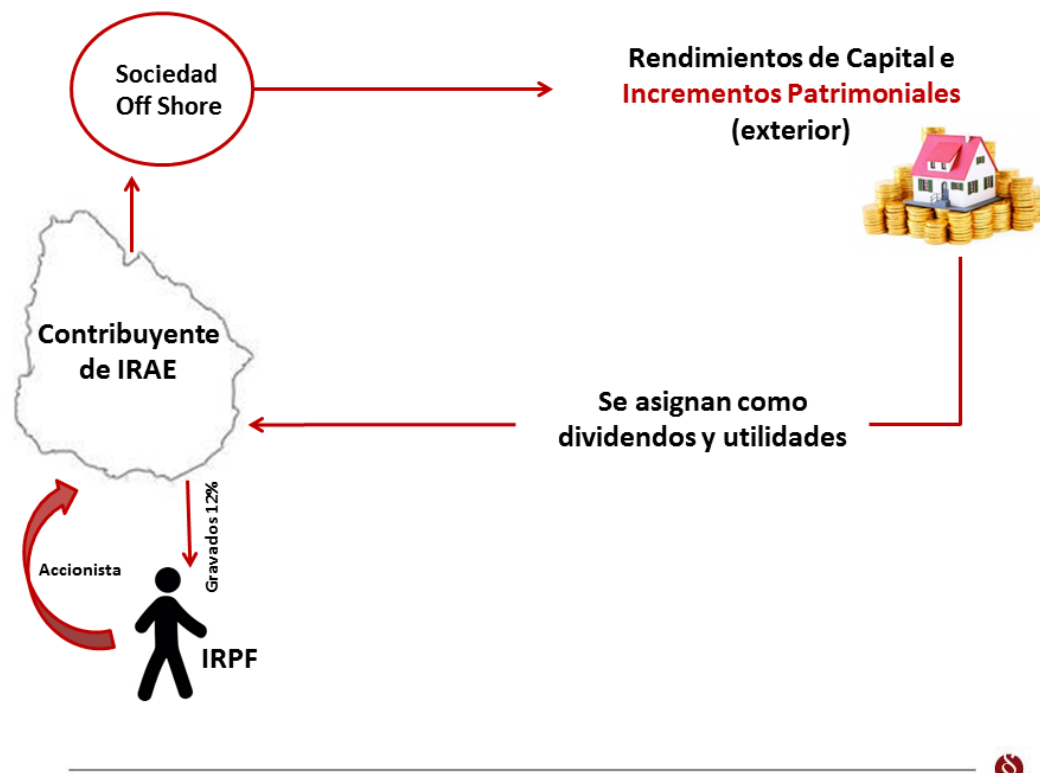 Sociedad
Off Shore
Rendimientos de Capital e
Incrementos Patrimoniales
(exterior)
Contribuyente
de IRAE
Se asignan como
dividendos y utilidades
Gravados 12%
Accionista
IRPF